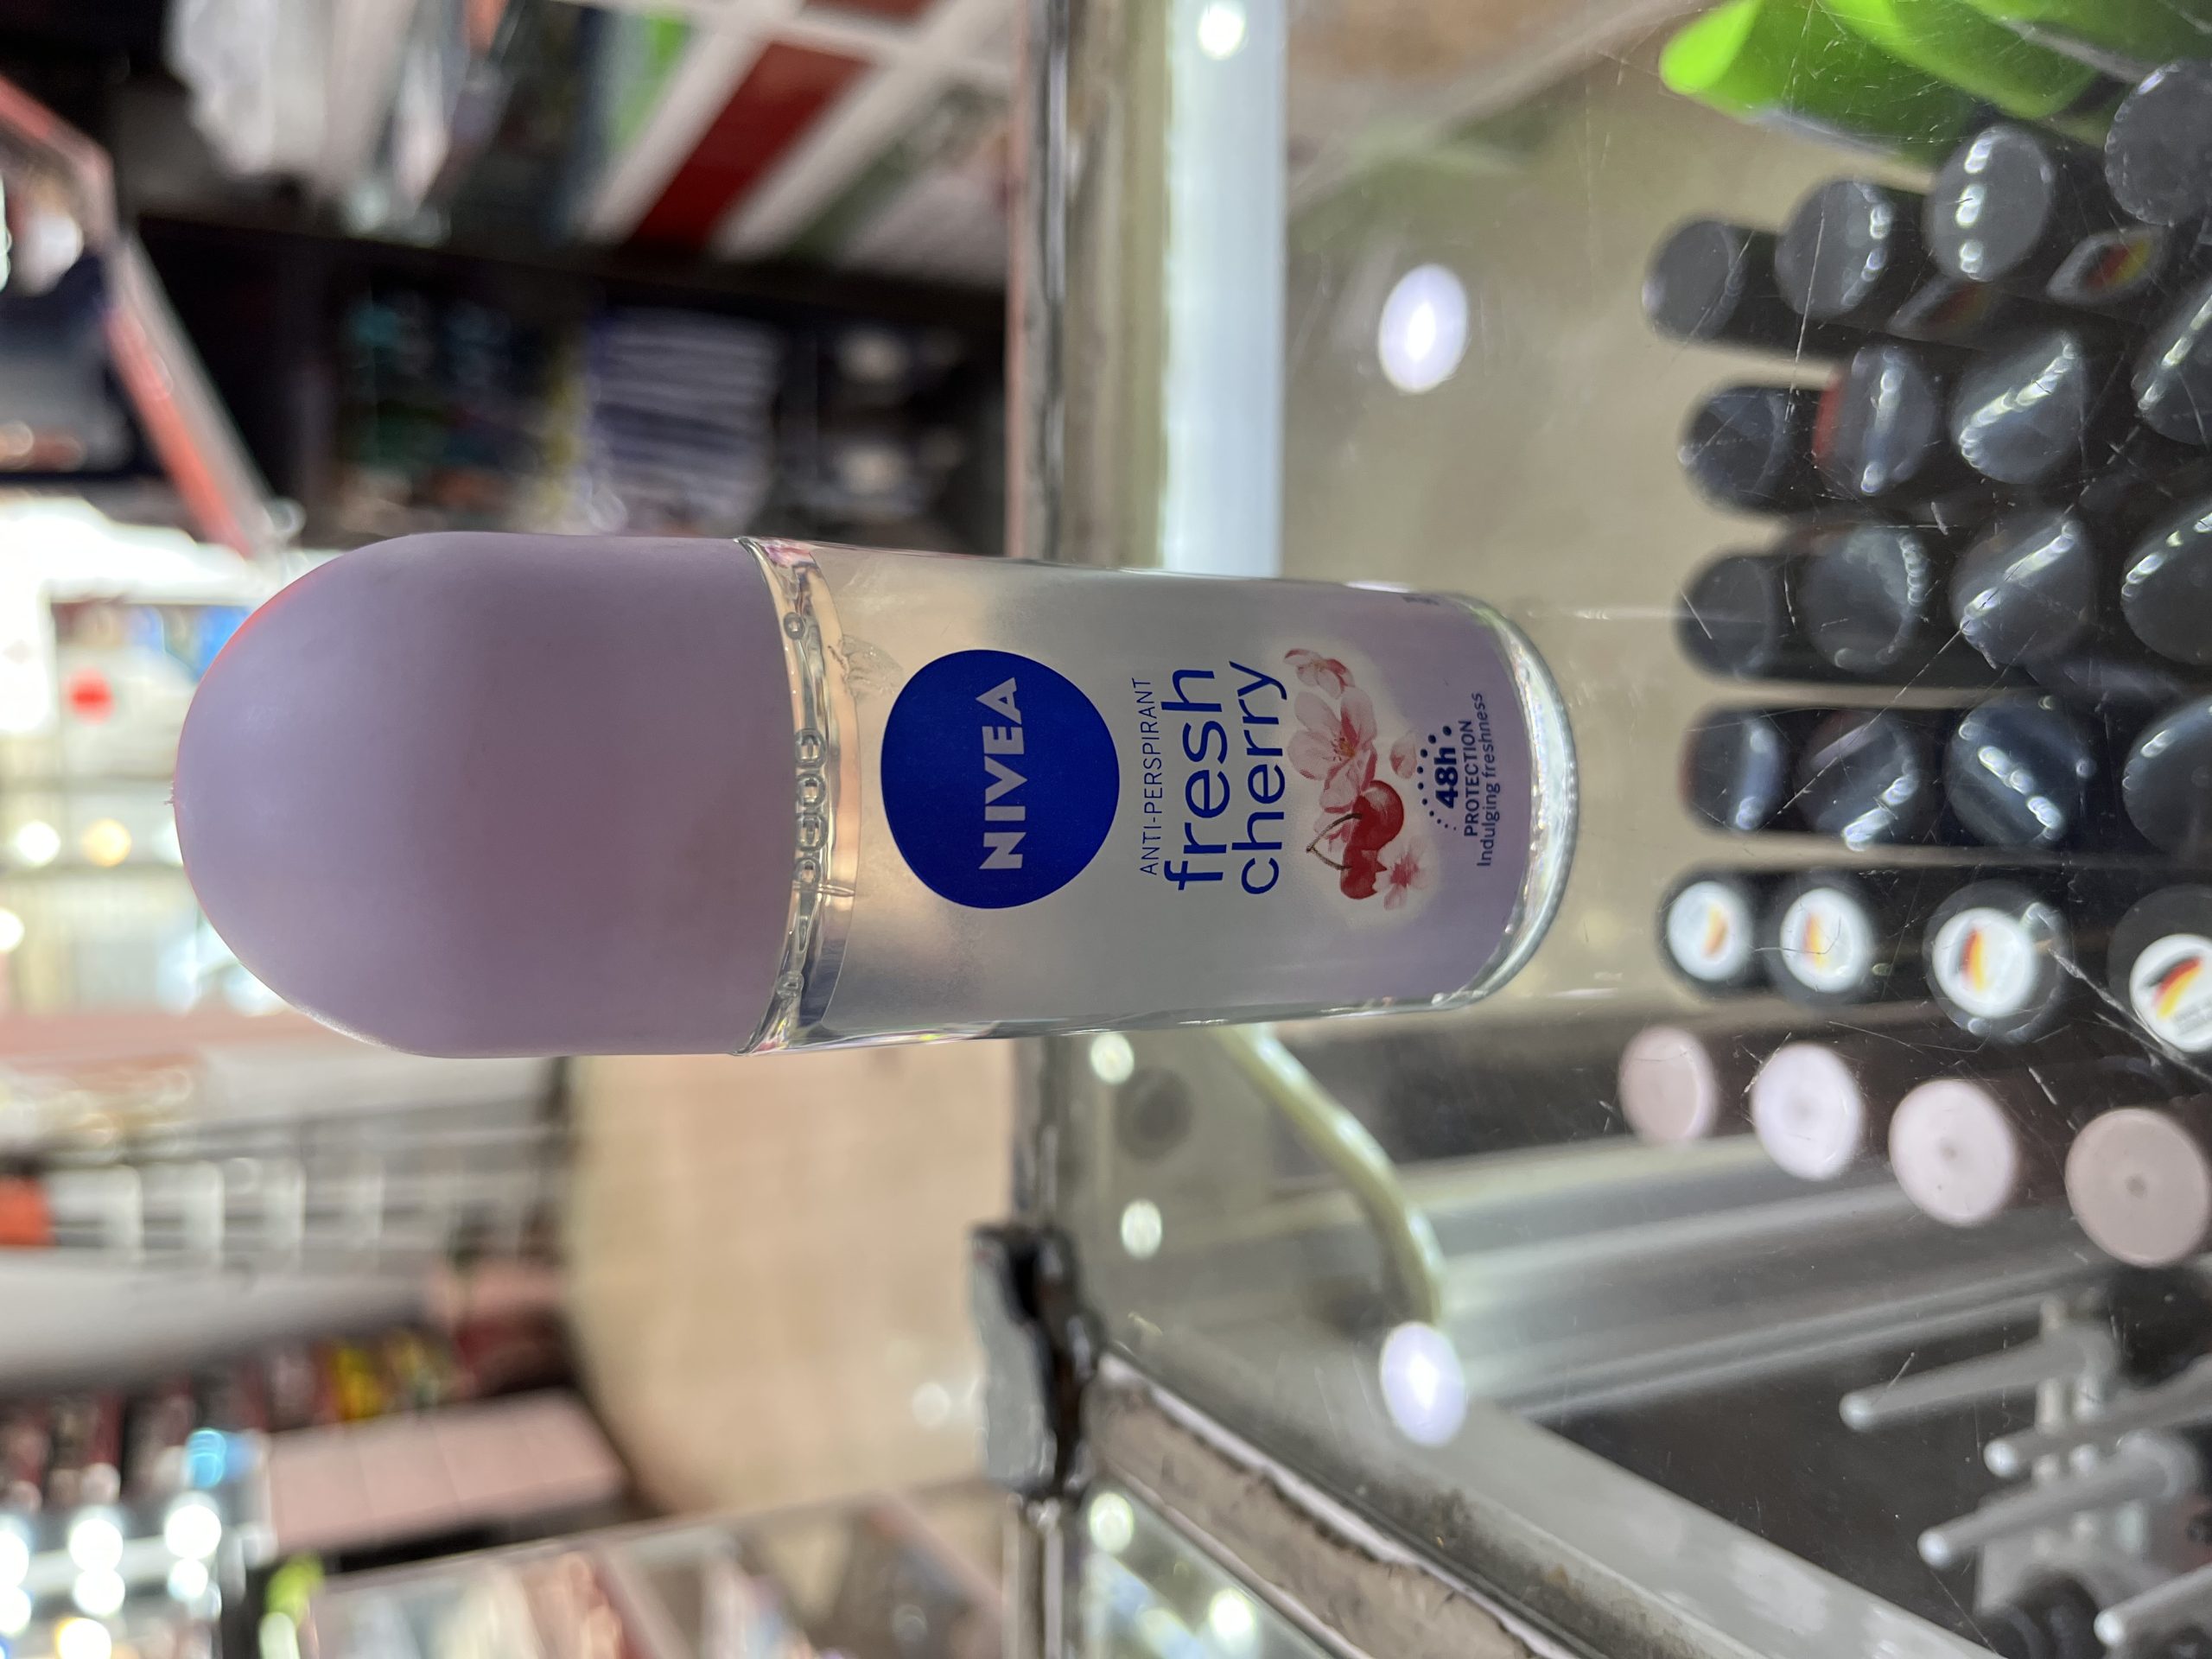 NIVEA
ANTI-PERSPIRANT
fresh
cherry
48h
PROTECTION
Indulging freshness